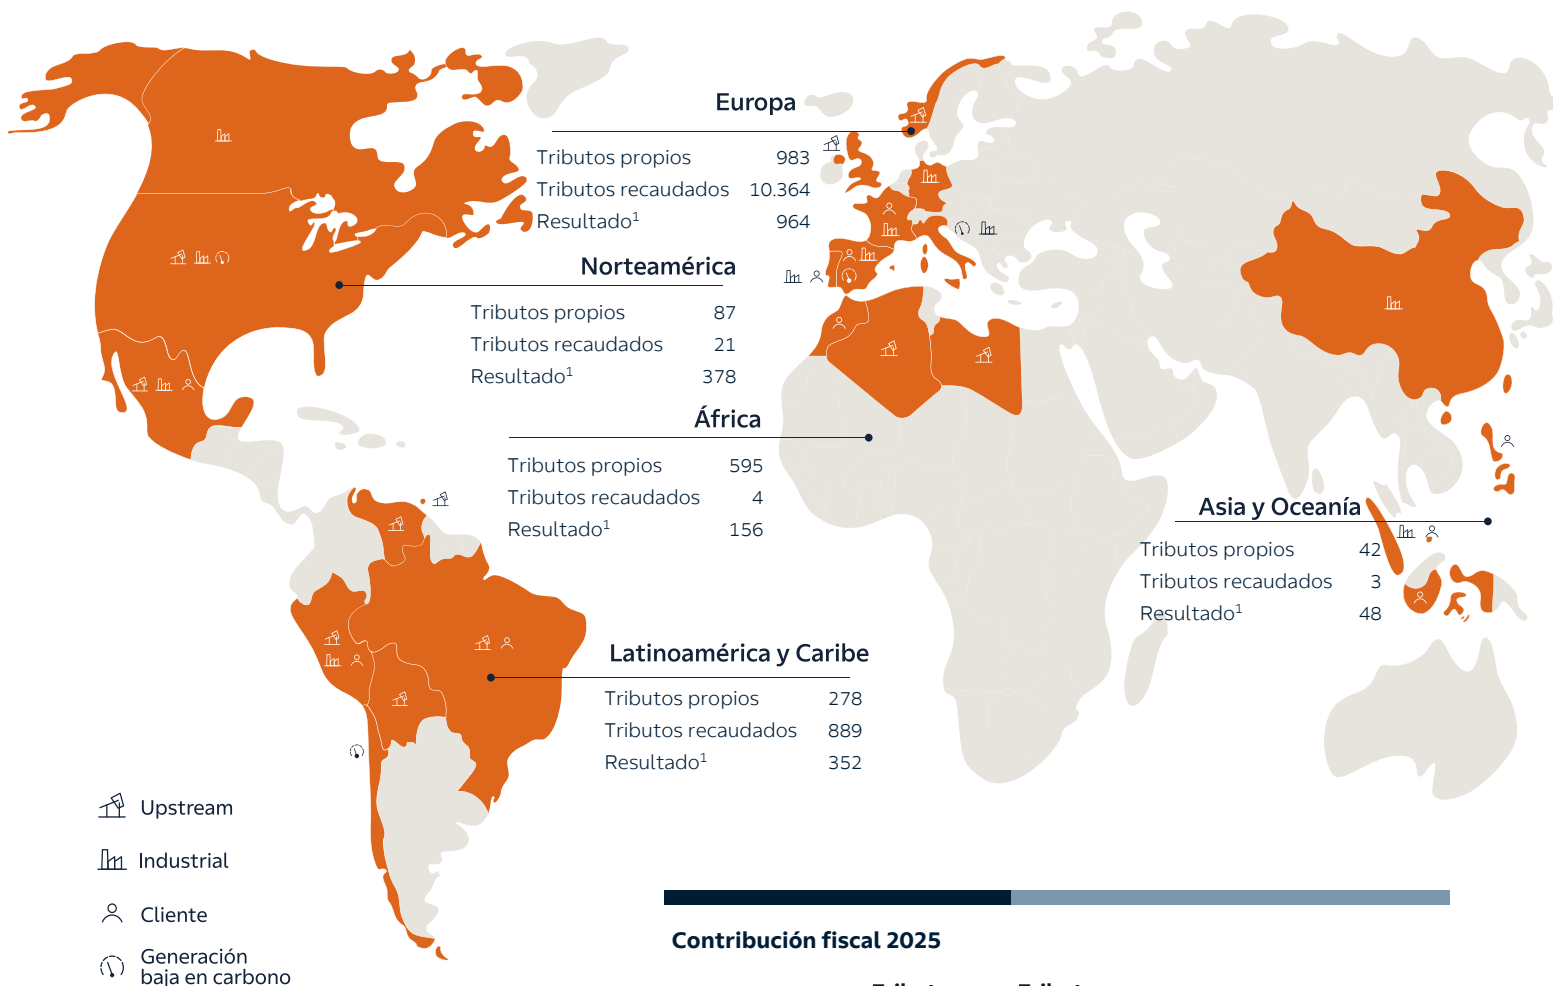 Europa
Tributos propios 983
Tributos recaudados 10.364
Resultado1 964
Norteamérica
Tributos propios 87
Tributos recaudados 21
Resultado1 378
África
Tributos propios 595
Tributos recaudados 4
Resultado1 156
Asia y Oceanía
Tributos propios 42
Tributos recaudados 3
Resultado1 48
Latinoamérica y Caribe
Tributos propios 278
Tributos recaudados 889
Resultado1 352
Upstream
Industrial
Cliente
Generación
baja en carbono
Contribución fiscal 2025